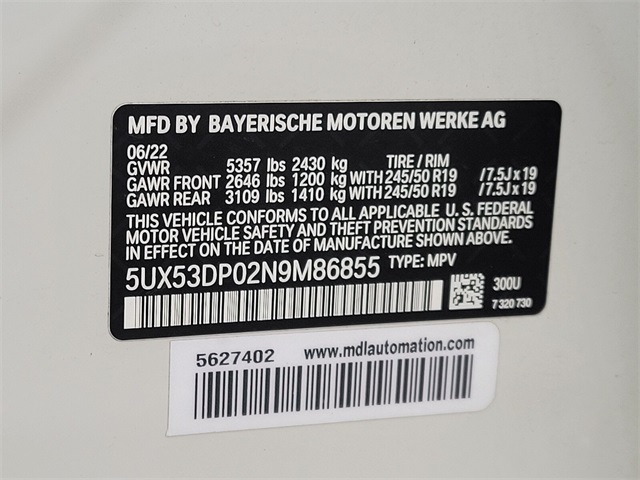 MFD BY BAYERISCHE MOTOREN WERKE AG
06/22
GVWR 5357 lbs 2430 kg TIRE / RIM
GAWR FRONT 2646 lbs 1200 kg WITH 245/50 R19 / 7.5J x 19
GAWR REAR 3109 lbs 1410 kg WITH 245/50 R19 / 7.5J x 19
THIS VEHICLE CONFORMS TO ALL APPLICABLE U. S. FEDERAL
MOTOR VEHICLE SAFETY AND THEFT PREVENTION STANDARDS
IN EFFECT ON THE DATE OF MANUFACTURE SHOWN ABOVE.
5UX53DP02N9M86855 TYPE: MPV
300U
7 320 730
5627402 www.mdlautomation.com